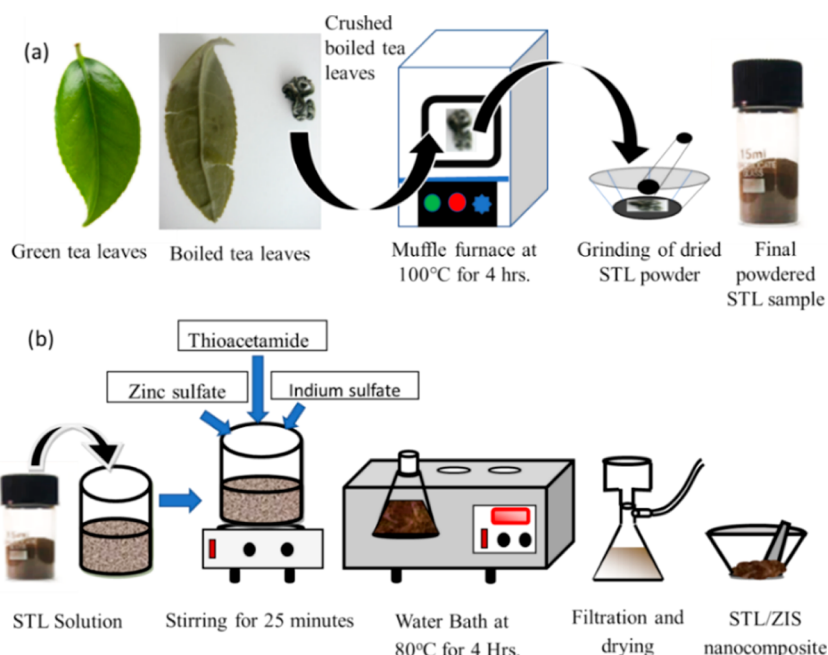 (a)
Crushed
boiled tea
leaves
15ml
Green tea leaves
Boiled tea leaves
Muffle furnace at
100°C for 4 hrs.
Grinding of dried
STL powder
Final
powdered
STL sample
(b)
Thioacetamide
Zinc sulfate
Indium sulfate
STL Solution
Stirring for 25 minutes
Water Bath at
80°C for 4 Hrs.
Filtration and
drying
STL/ZIS
nanocomposite